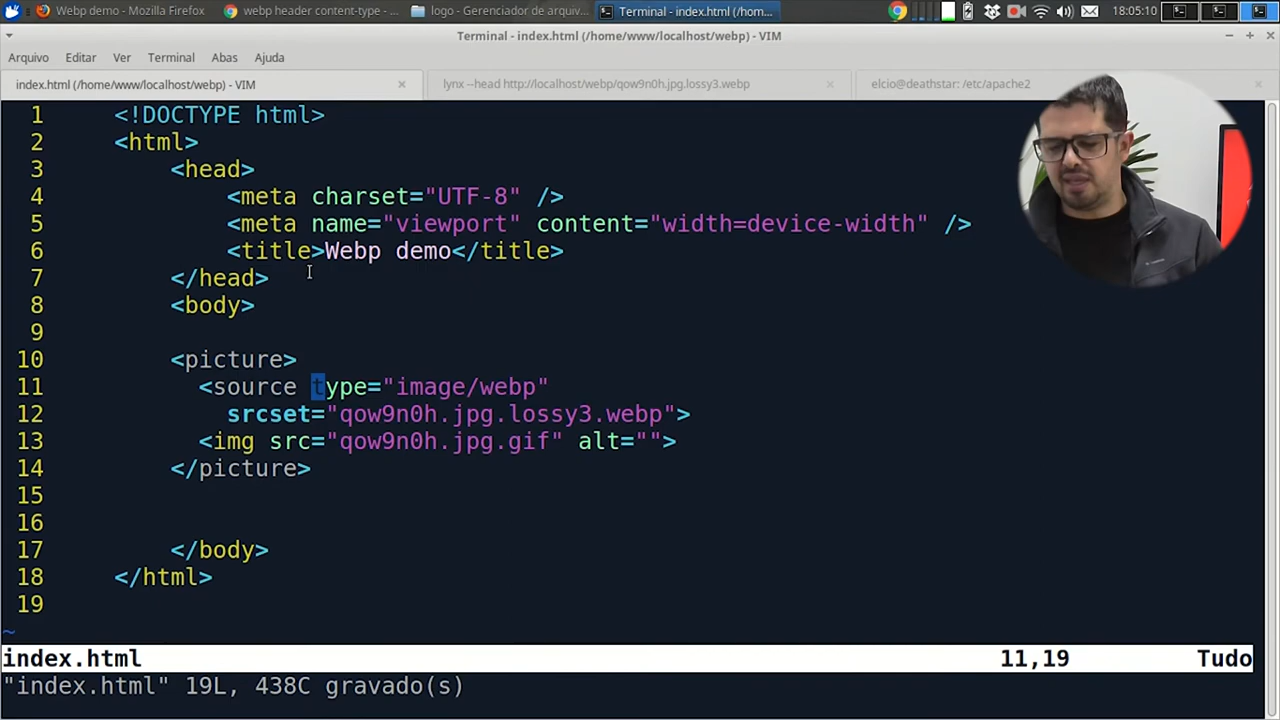 Webp demo - Mozilla Firefox
webp header content-type - ...
logo - Gerenciador de arquiv...
Terminal - index.html (/hom...
18:05:10
Terminal - index.html (/home/www/localhost/webp) - VIM
Arquivo Editar Ver Terminal Abas Ajuda
index.html (/home/www/localhost/webp) - VIM
lynx --head http://localhost/webp/qow9n0h.jpg.lossy3.webp
elcio@deathstar: /etc/apache2
1 <!DOCTYPE html>
2 <html>
3 <head>
4 <meta charset="UTF-8" />
5 <meta name="viewport" content="width=device-width" />
6 <title>Webp demo</title>
7 </head>
8 <body>
9
10 <picture>
11 <source type="image/webp"
12 srcset="qow9n0h.jpg.lossy3.webp">
13 <img src="qow9n0h.jpg.gif" alt="">
14 </picture>
15
16
17 </body>
18 </html>
19
~
index.html 11,19 Tudo
"index.html" 19L, 438C gravado(s)